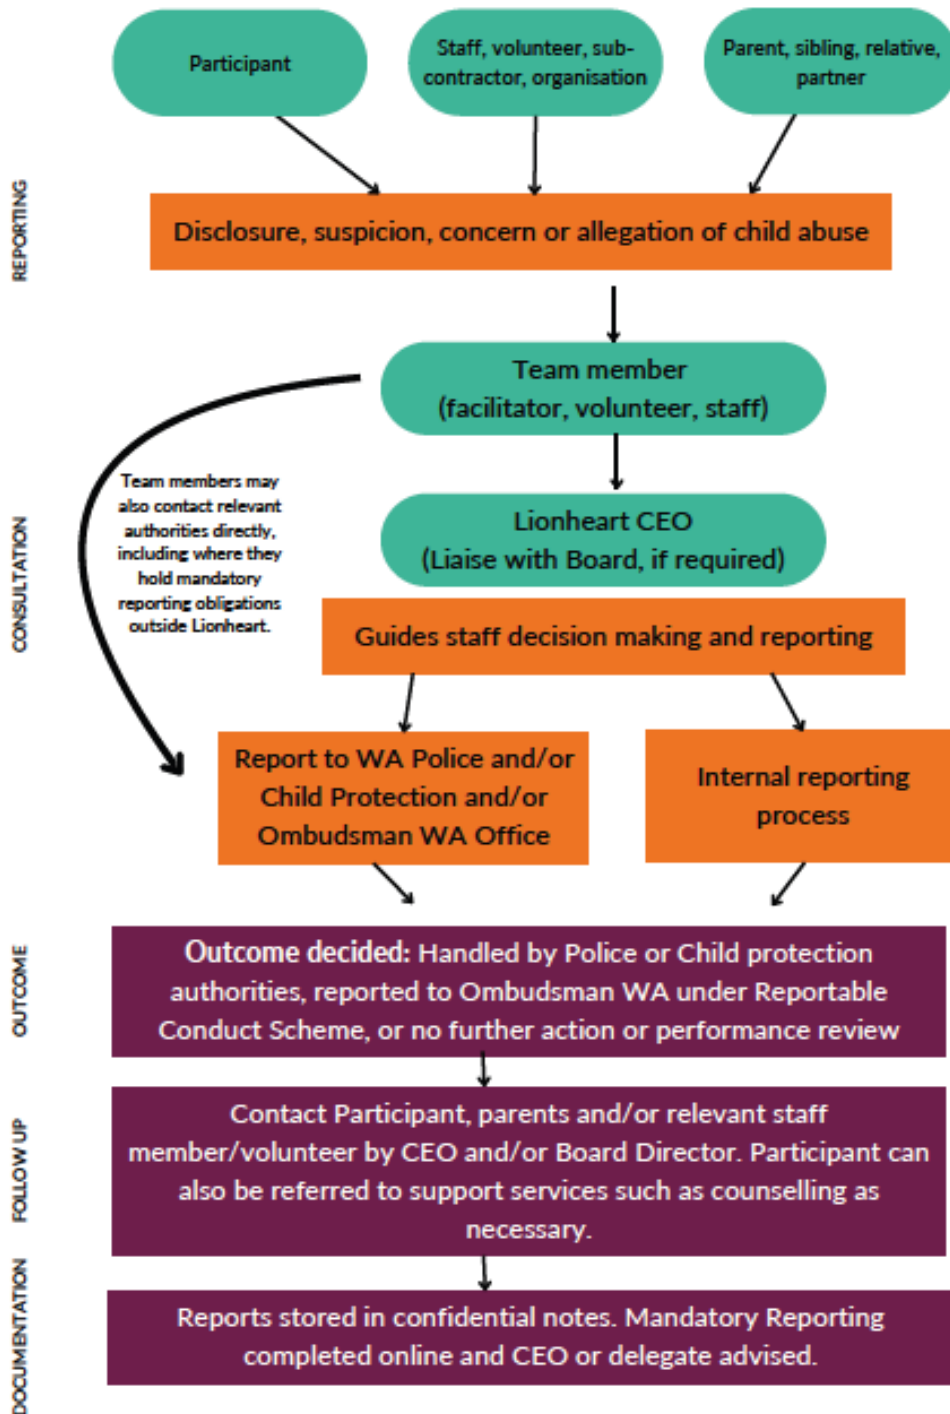 Participant
Staff, volunteer, sub-
contractor, organisation
Parent, sibling, relative,
partner
REPORTING
Disclosure, suspicion, concern or allegation of child abuse
Team member
(facilitator, volunteer, staff)
Team members may
also contact relevant
authorities directly,
including where they
hold mandatory
reporting obligations
outside Lionheart.
CONSULTATION
Lionheart CEO
(Liaise with Board, if required)
Guides staff decision making and reporting
Report to WA Police and/or
Child Protection and/or
Ombudsman WA Office
Internal reporting
process
OUTCOME
Outcome decided: Handled by Police or Child protection
authorities, reported to Ombudsman WA under Reportable
Conduct Scheme, or no further action or performance review
FOLLOW UP
Contact Participant, parents and/or relevant staff
member/volunteer by CEO and/or Board Director. Participant can
also be referred to support services such as counselling as
necessary.
DOCUMENTATION
Reports stored in confidential notes. Mandatory Reporting
completed online and CEO or delegate advised.